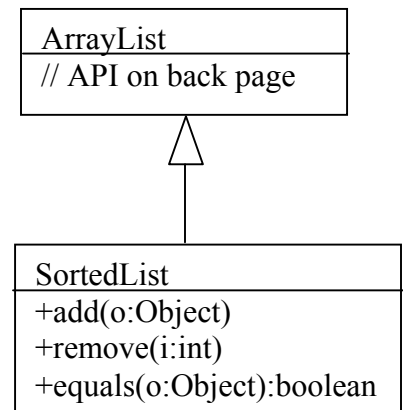 ArrayList
// API on back page
SortedList
+add(o:Object)
+remove(i:int)
+equals(o:Object):boolean